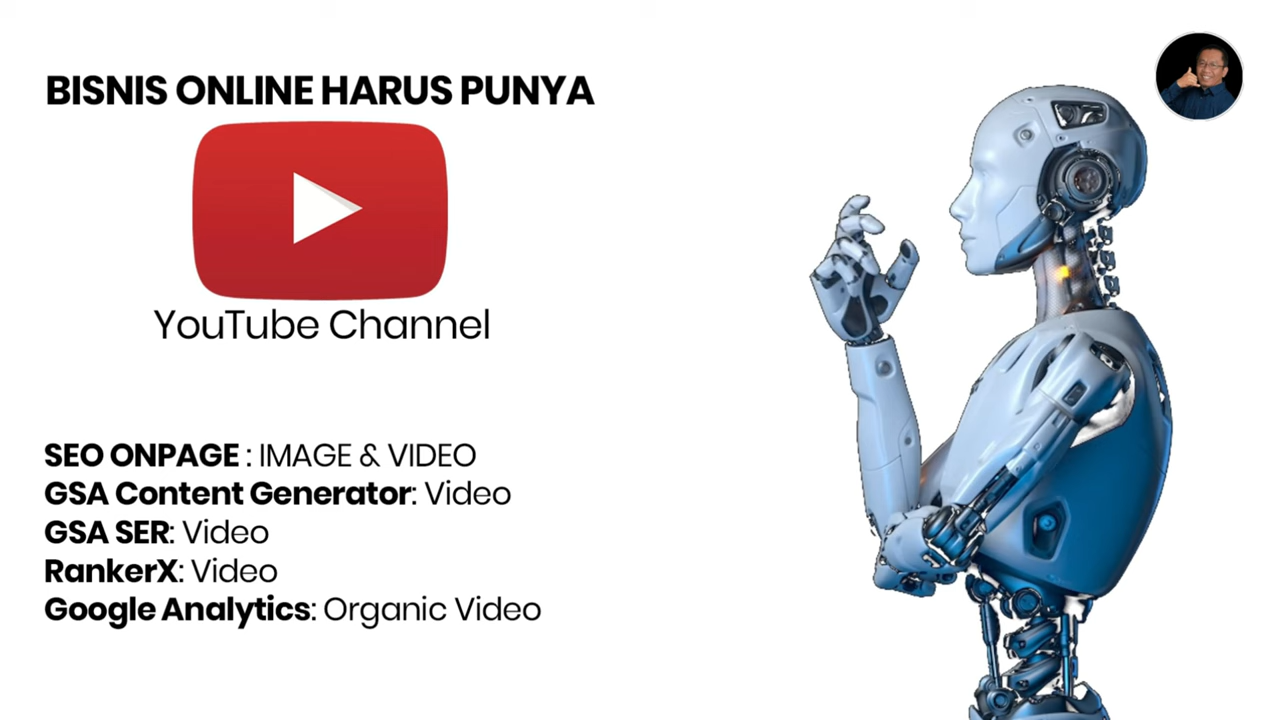 BISNIS ONLINE HARUS PUNYA
YouTube Channel
SEO ONPAGE : IMAGE & VIDEO
GSA Content Generator: Video
GSA SER: Video
RankerX: Video
Google Analytics: Organic Video